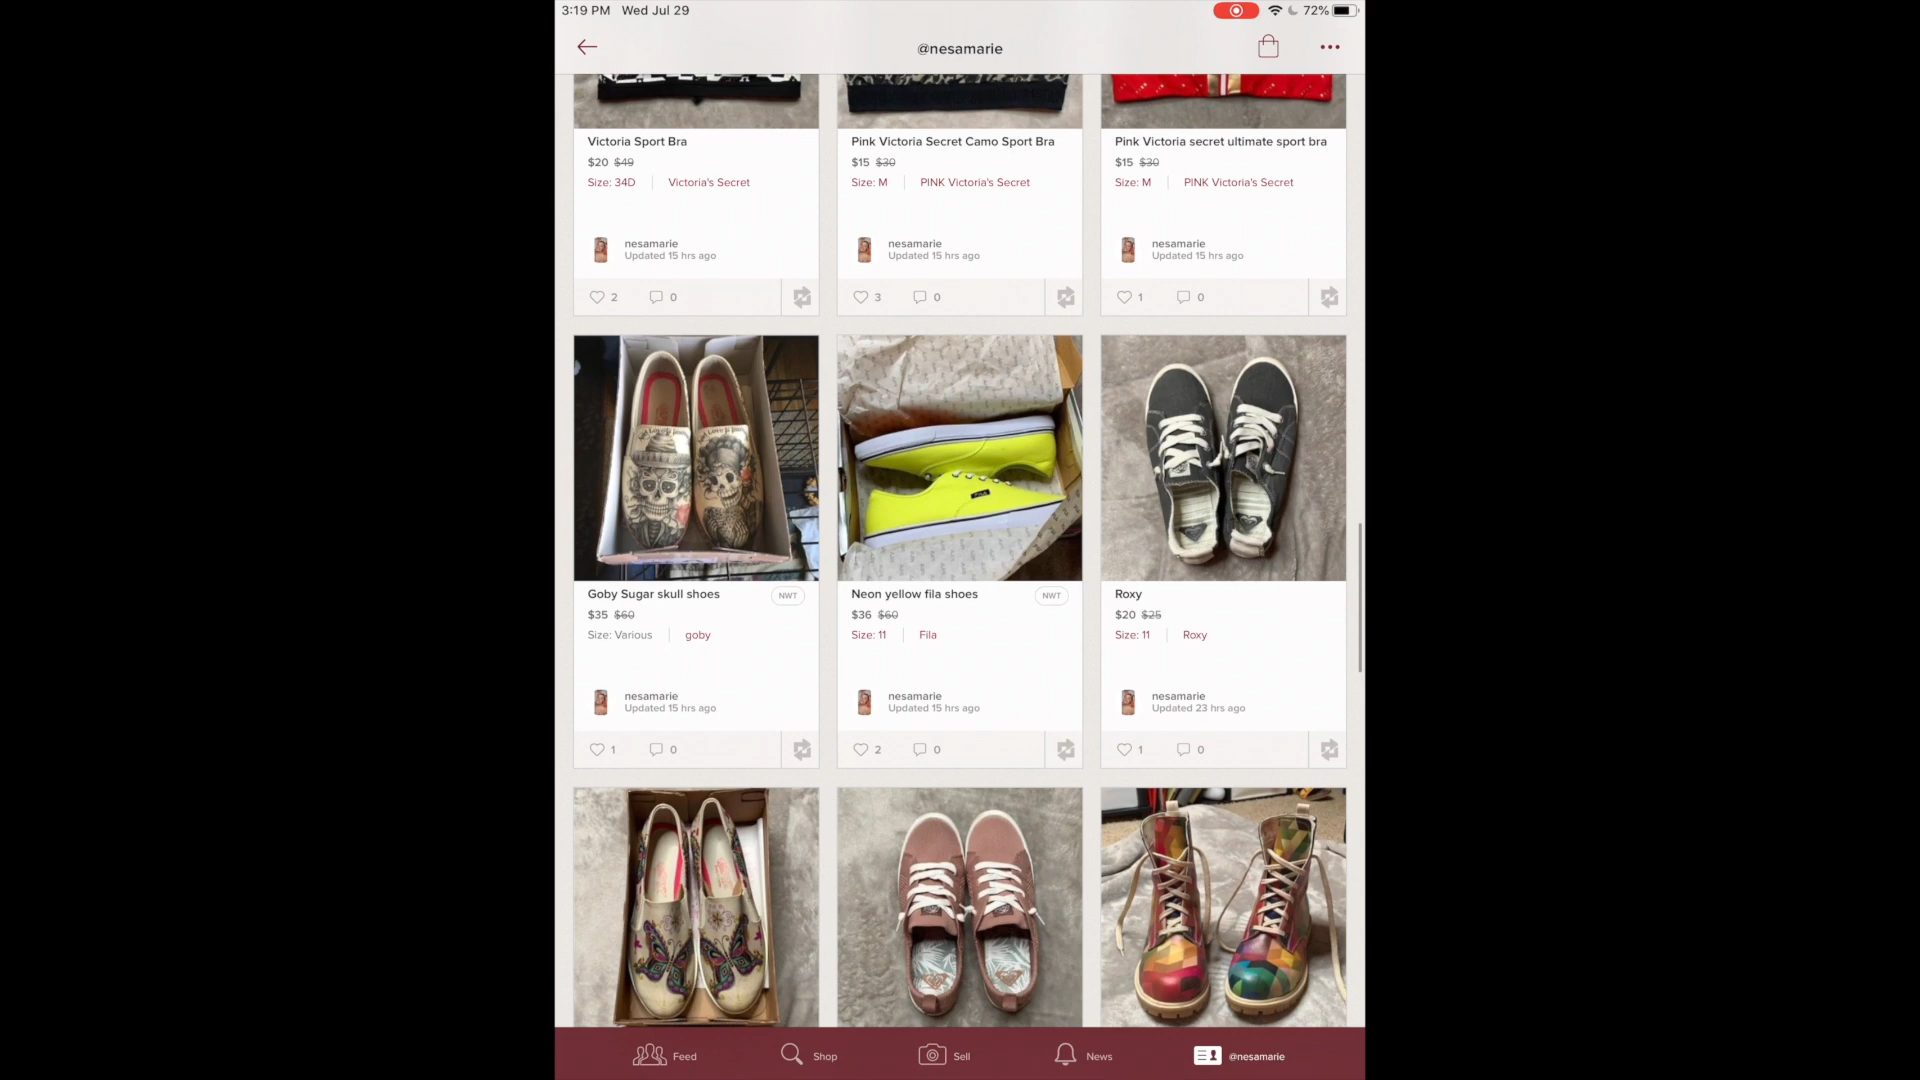 3:19 PM Wed Jul 29
72%
@nesamarie
Victoria Sport Bra
$20 $49
Size: 34D Victoria's Secret
nesamarie
Updated 15 hrs ago
2 0
Pink Victoria Secret Camo Sport Bra
$15 $30
Size: M PINK Victoria's Secret
nesamarie
Updated 15 hrs ago
3 0
Pink Victoria secret ultimate sport bra
$15 $30
Size: M PINK Victoria's Secret
nesamarie
Updated 15 hrs ago
1 0
Goby Sugar skull shoes NWT
$35 $60
Size: Various goby
nesamarie
Updated 15 hrs ago
1 0
FILA
Neon yellow fila shoes NWT
$36 $60
Size: 11 Fila
nesamarie
Updated 15 hrs ago
2 0
Roxy
$20 $25
Size: 11 Roxy
nesamarie
Updated 23 hrs ago
1 0
Feed Shop Sell News @nesamarie